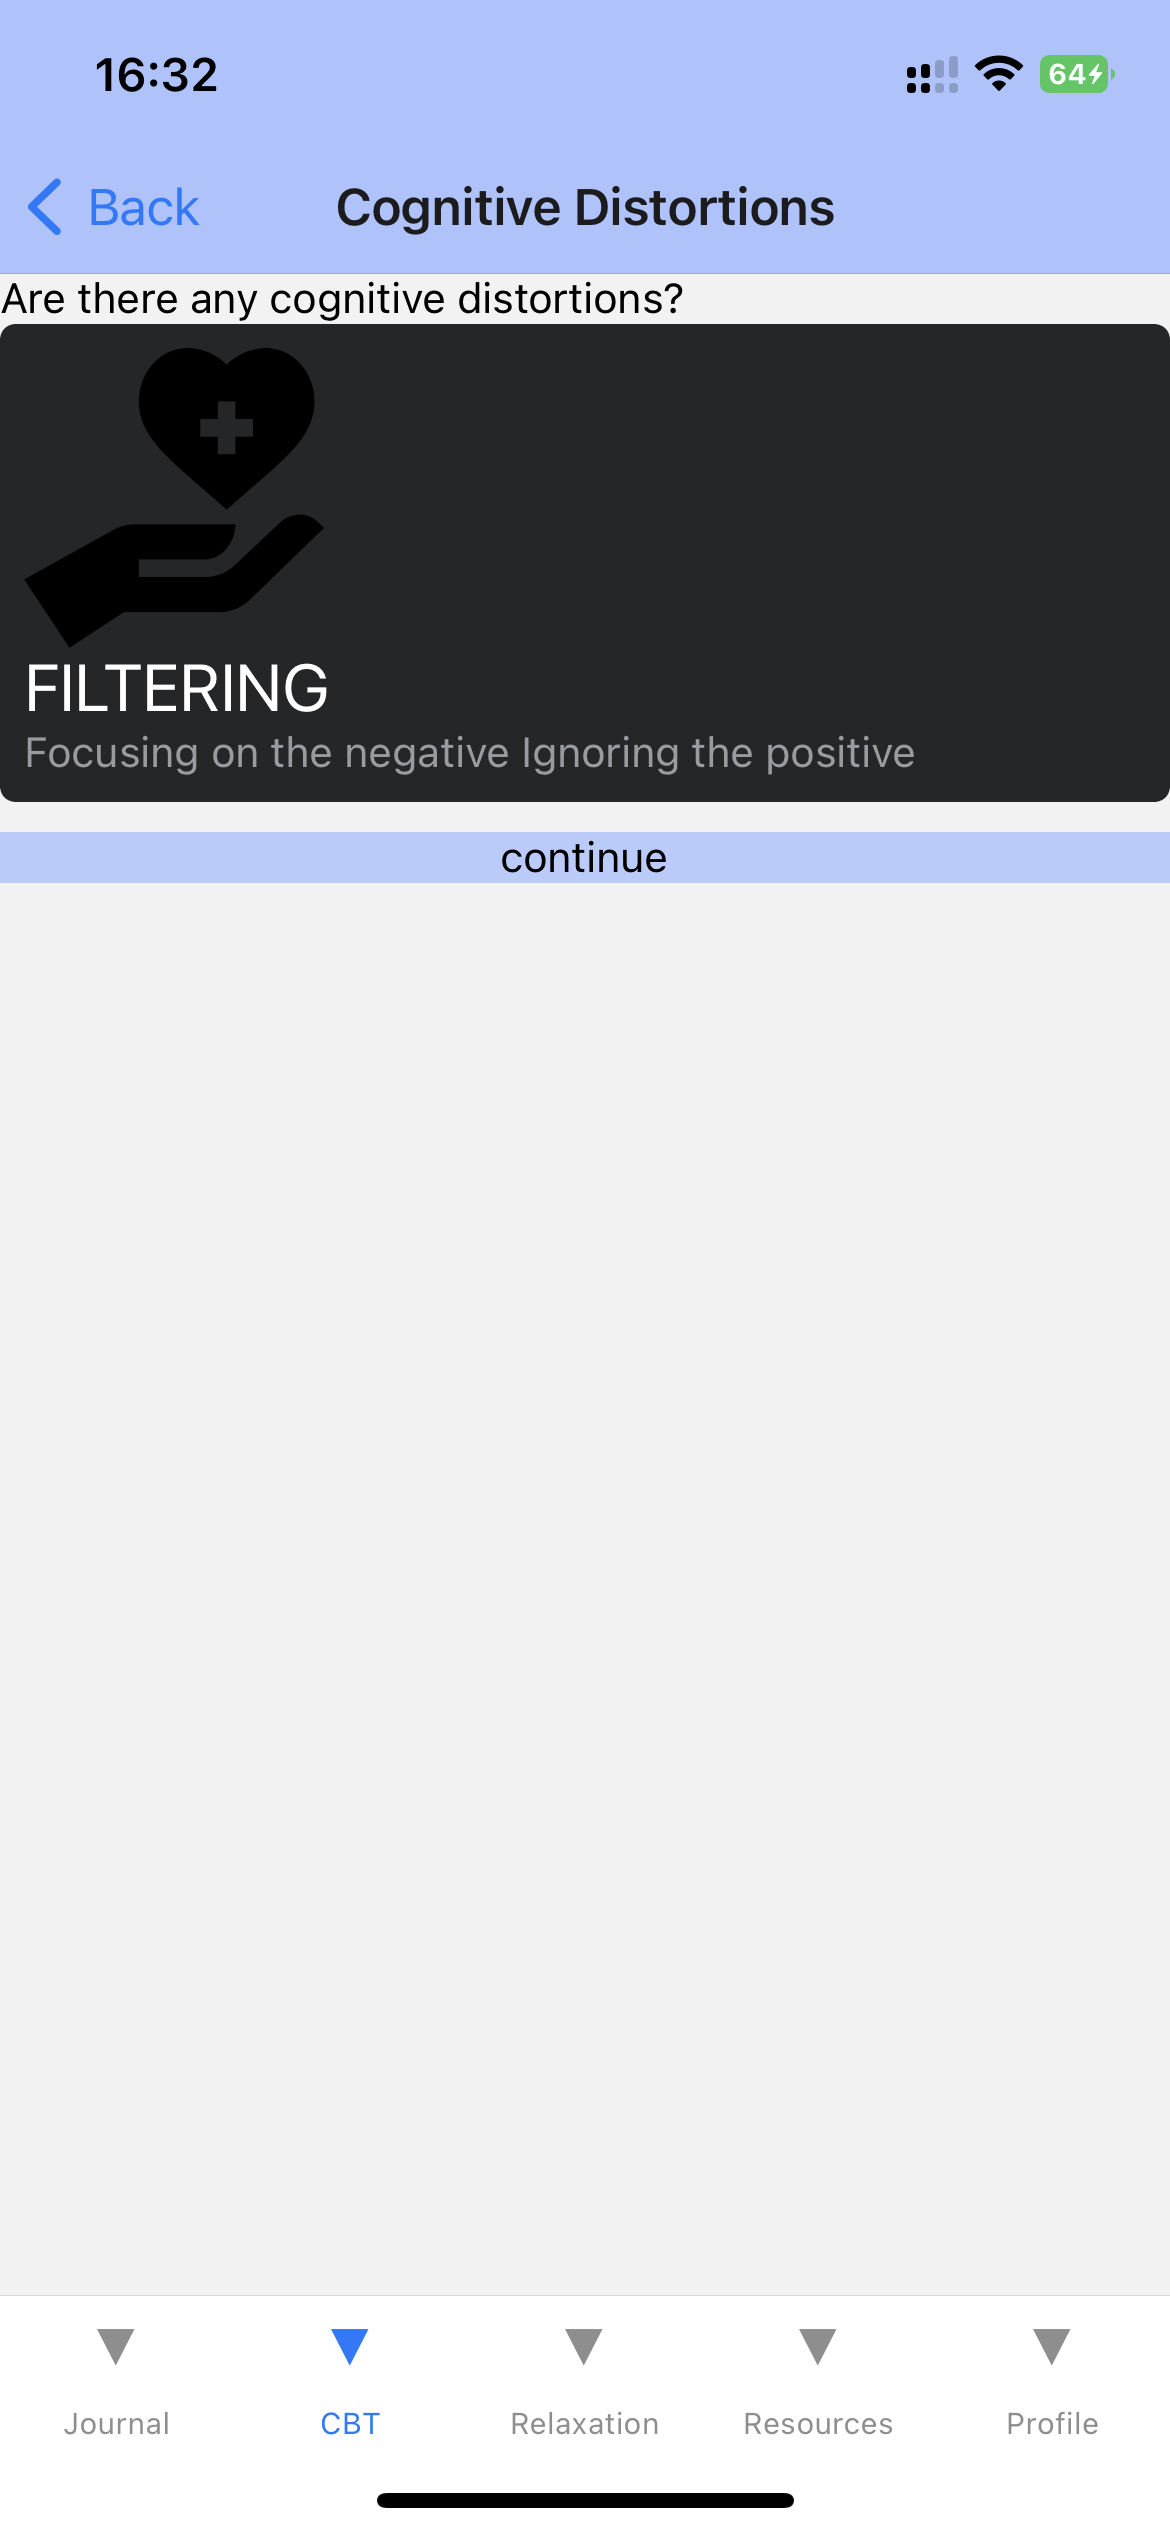 16:32
64
Back
Cognitive Distortions
Are there any cognitive distortions?
FILTERING
Focusing on the negative Ignoring the positive
continue
Journal
CBT
Relaxation
Resources
Profile